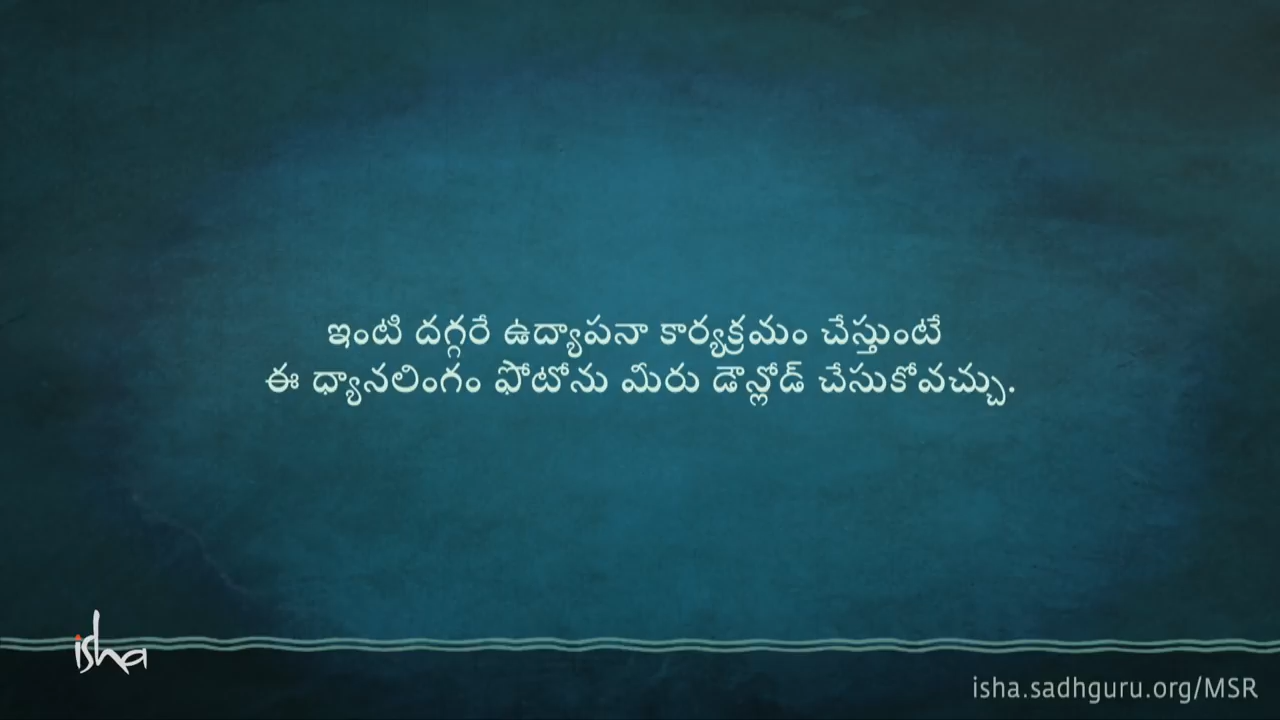 ఇంటి దగ్గరే ఉద్యాపనా కార్యక్రమం చేస్తుంటే
ఈ ధ్యానలింగం ఫోటోను మీరు డౌన్లోడ్ చేసుకోవచ్చు.
isha
isha.sadhguru.org/MSR